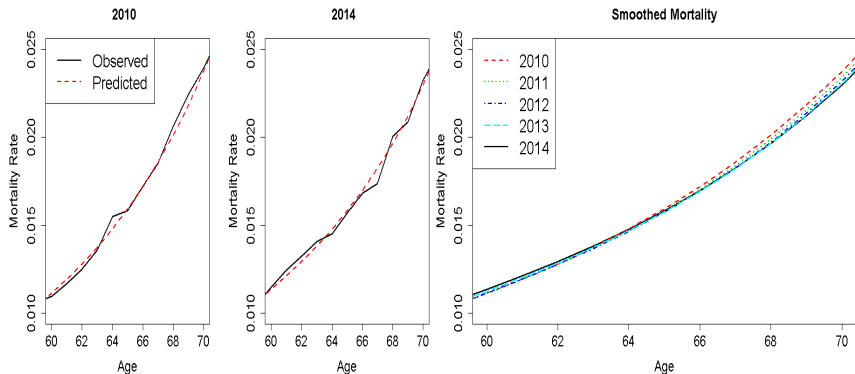 2010
Observed
Predicted
0.010 0.015 0.020 0.025
Mortality Rate
60 62 64 66 68 70
Age
2014
0.010 0.015 0.020 0.025
Mortality Rate
60 62 64 66 68 70
Age
Smoothed Mortality
2010
2011
2012
2013
2014
0.010 0.015 0.020 0.025
Mortality Rate
60 62 64 66 68 70
Age